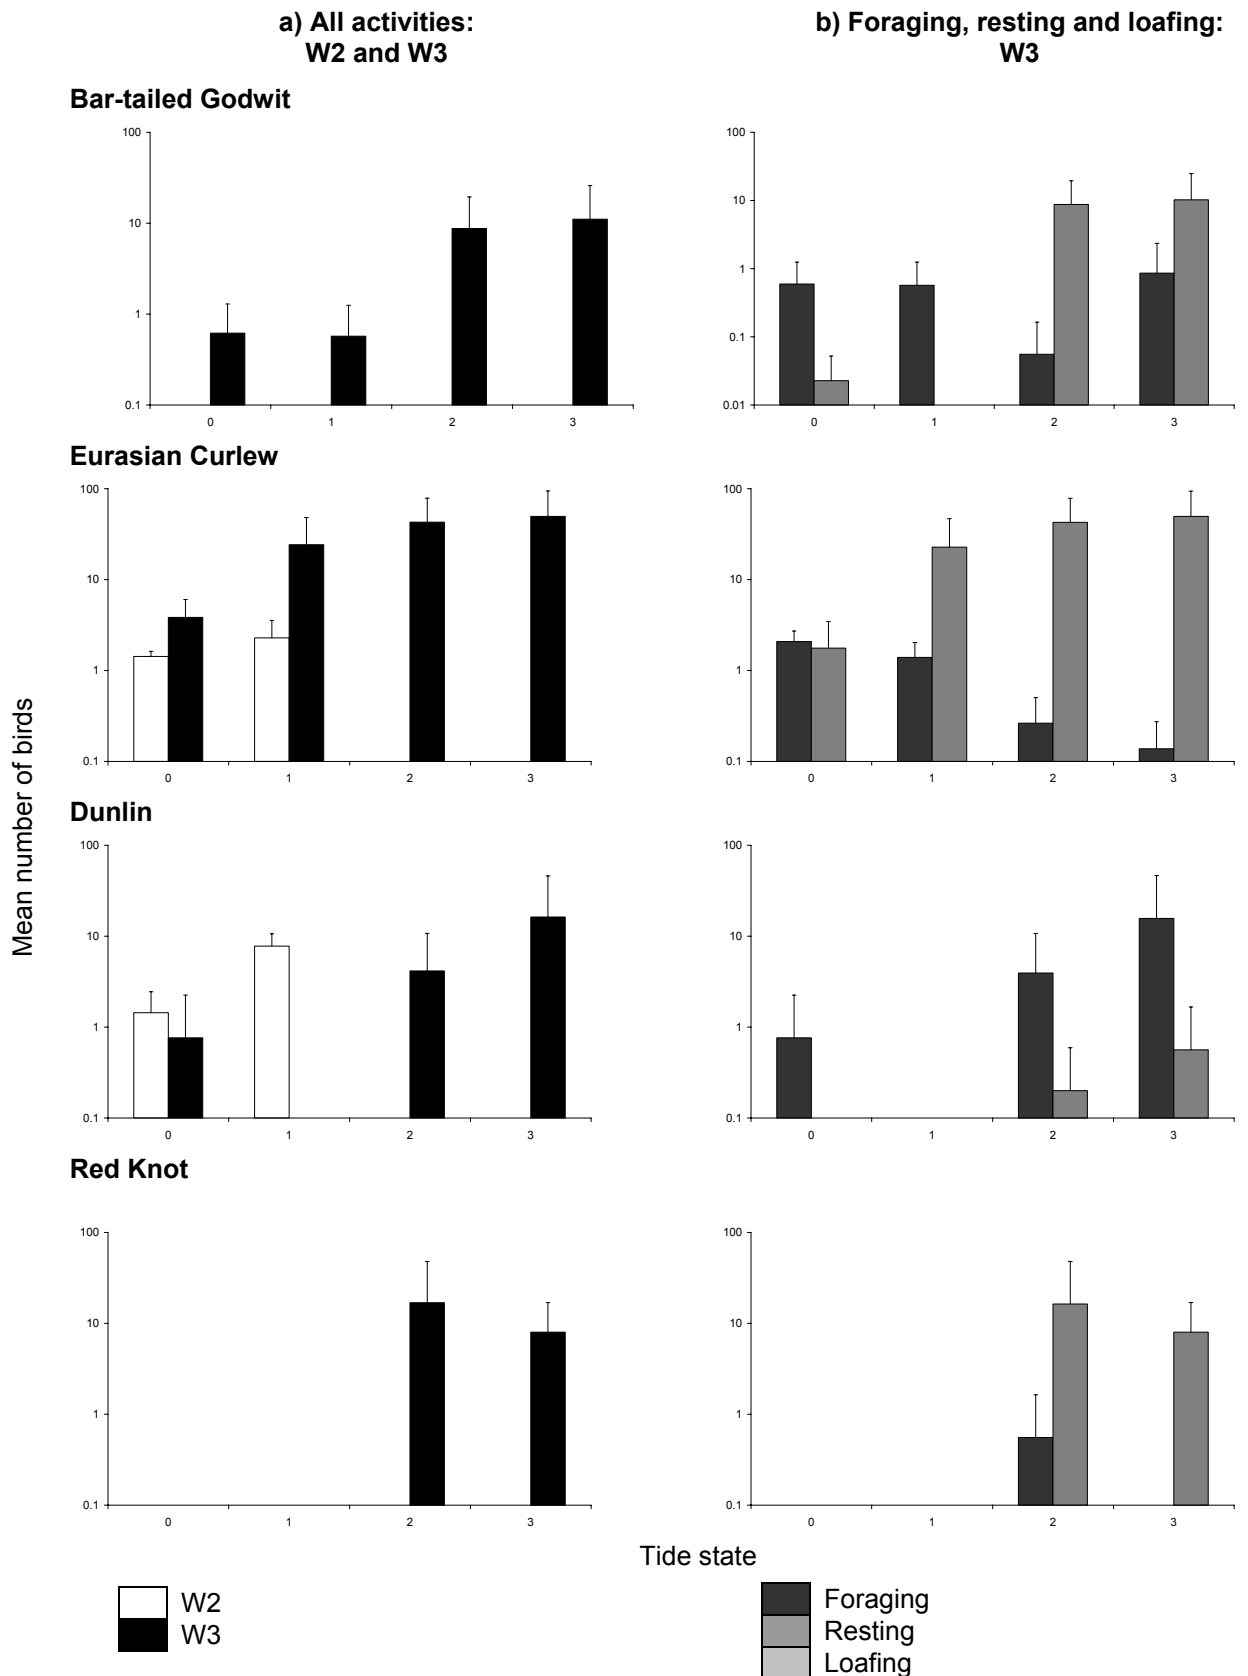 a) All activities:
W2 and W3
b) Foraging, resting and loafing:
W3
Bar-tailed Godwit
100
10
1
0.1
0 1 2 3
100
10
1
0.1
0.01
0 1 2 3
Eurasian Curlew
100
10
1
0.1
0 1 2 3
100
10
1
0.1
0 1 2 3
Dunlin
100
10
1
0.1
0 1 2 3
100
10
1
0.1
0 1 2 3
Red Knot
100
10
1
0.1
0 1 2 3
100
10
1
0.1
0 1 2 3
Mean number of birds
Tide state
W2
W3
Foraging
Resting
Loafing